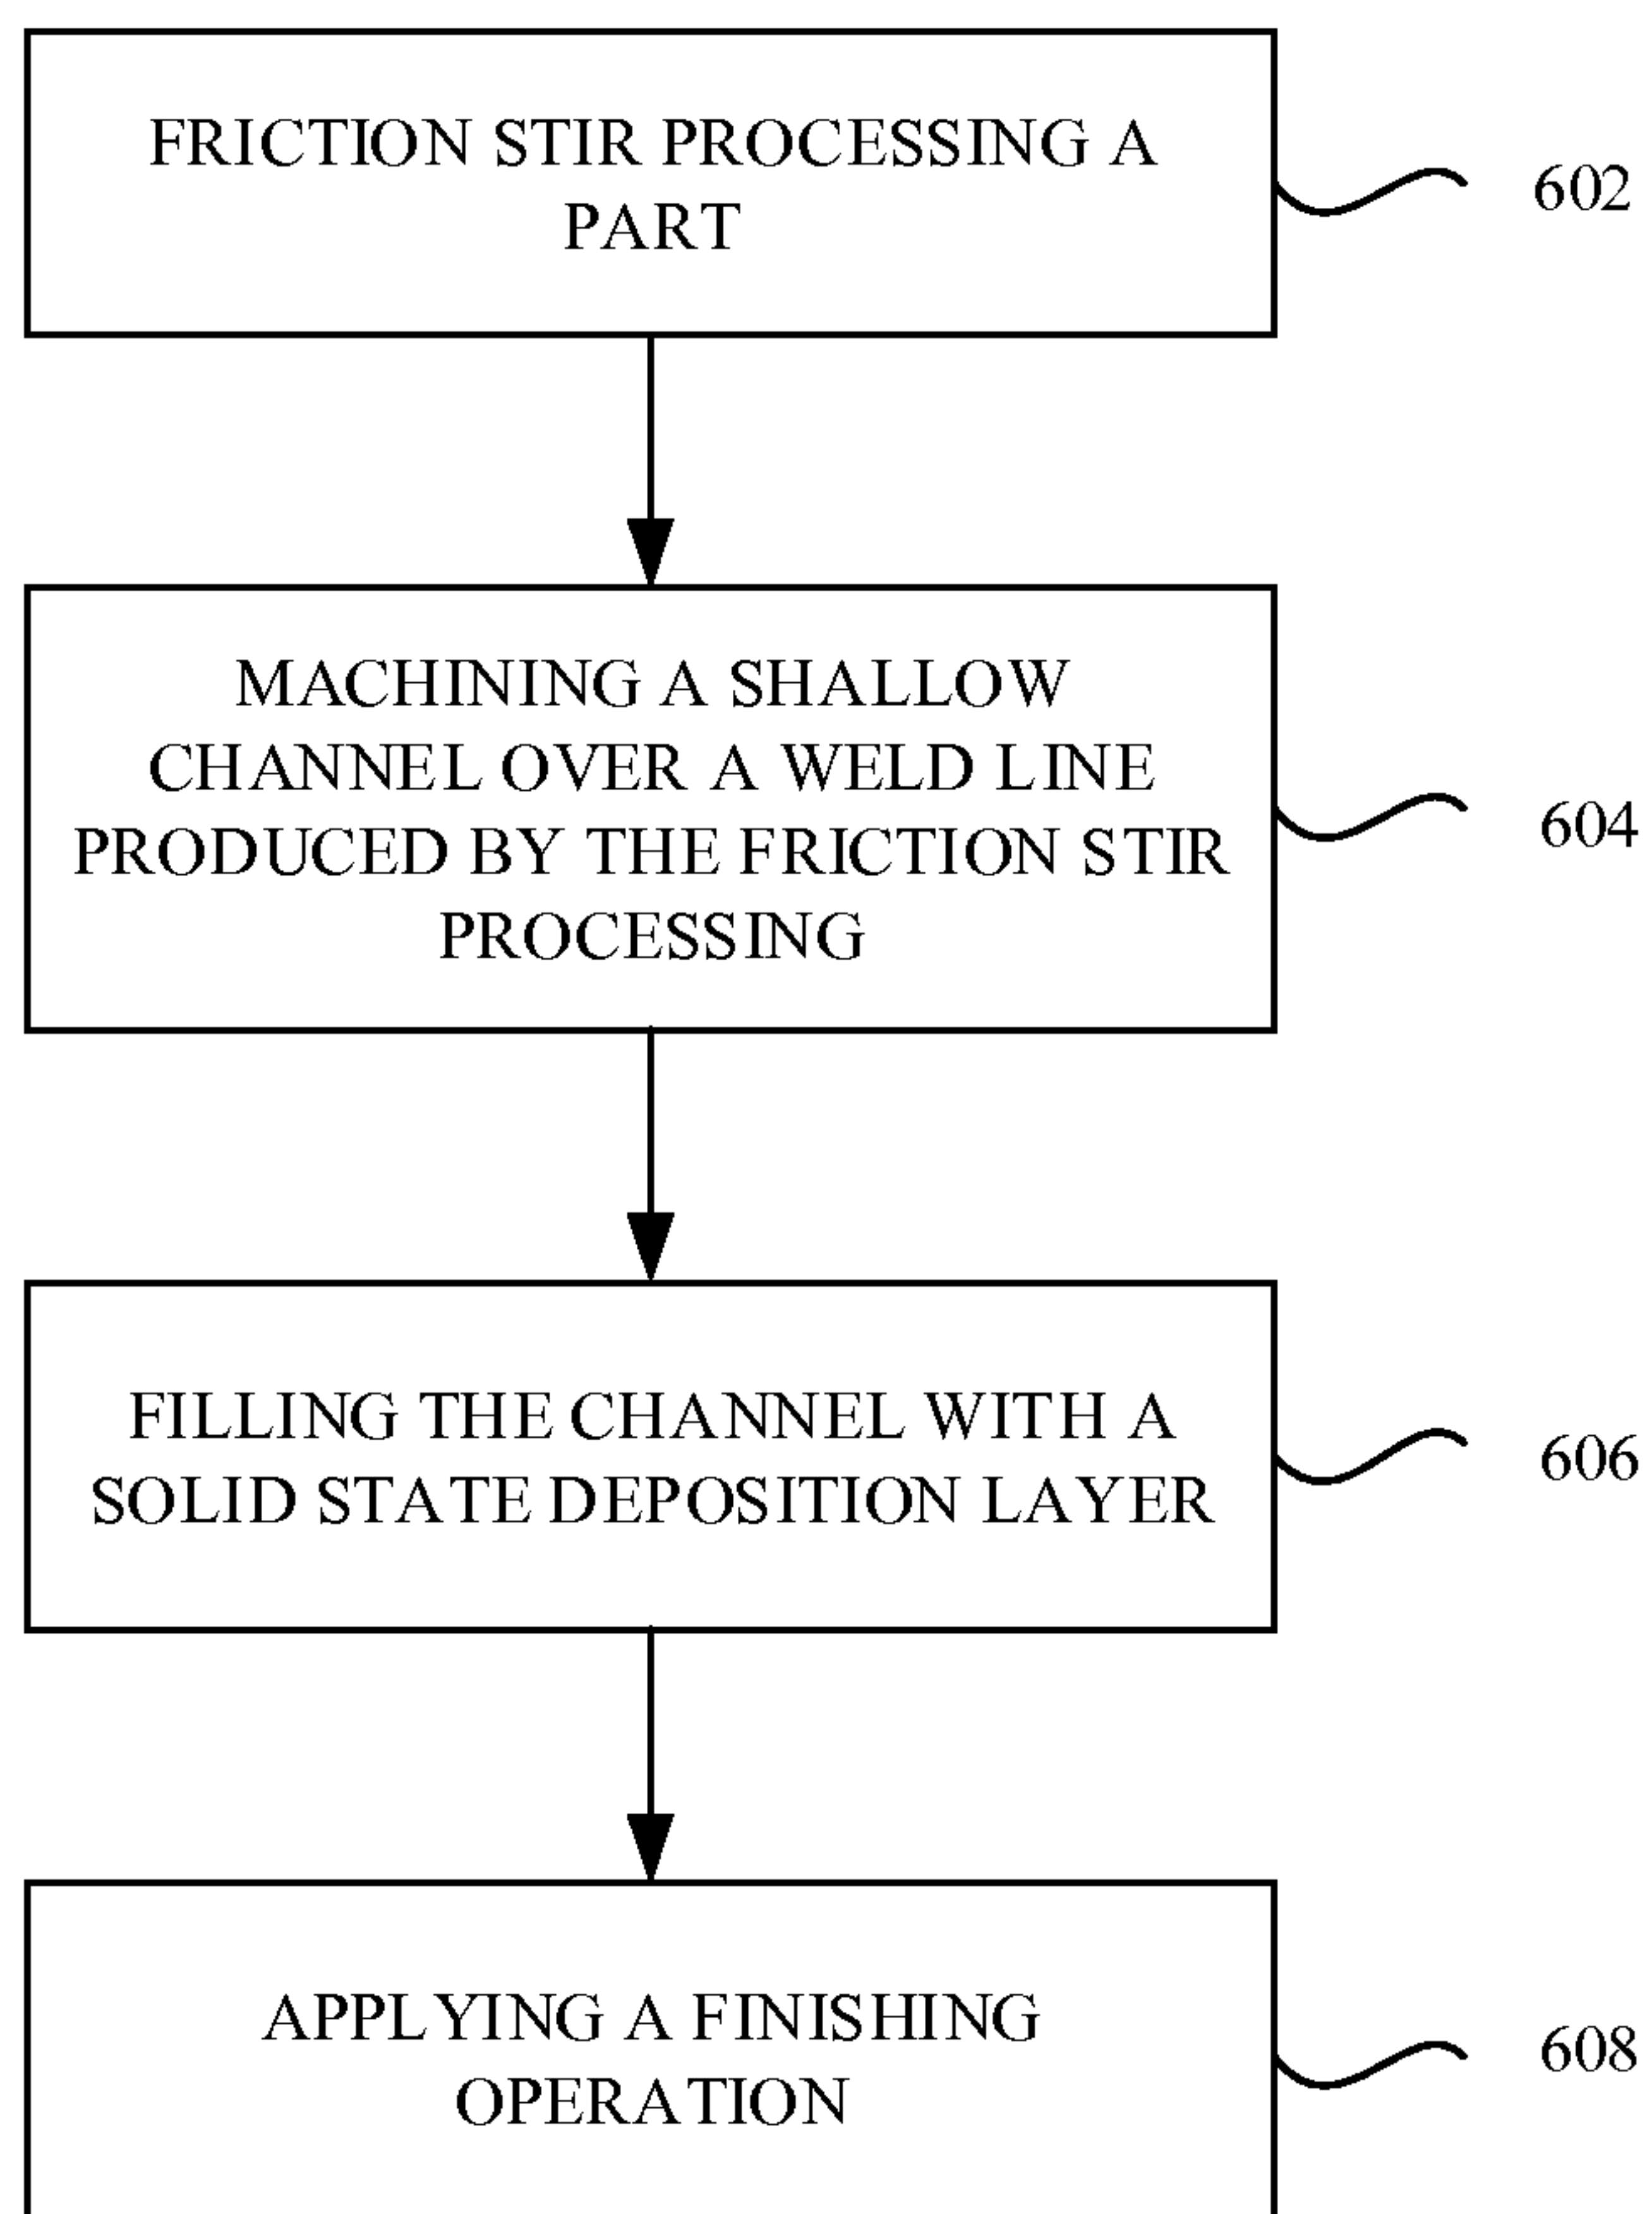 FRICTION STIR PROCESSING A
PART
602
MACHINING A SHALLOW
CHANNEL OVER A WELD LINE
PRODUCED BY THE FRICTION STIR
PROCESSING
604
FILLING THE CHANNEL WITH A
SOLID STATE DEPOSITION LAYER
606
APPLYING A FINISHING
OPERATION
608